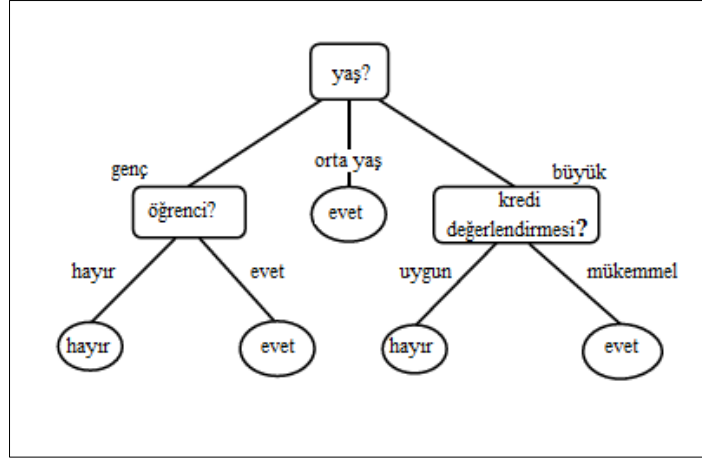 yaş?
genç
orta yaş
büyük
öğrenci?
evet
kredi
değerlendirmesi?
hayır
evet
uygun
mükemmel
hayır
evet
hayır
evet